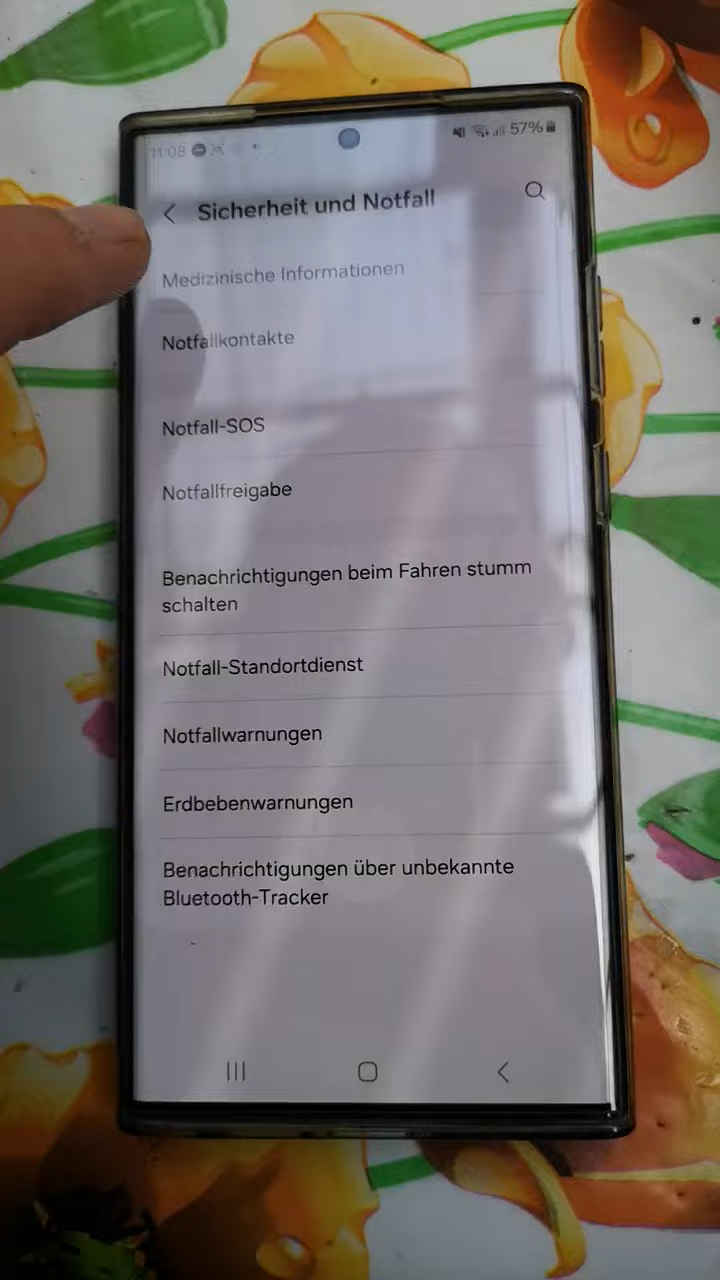 11:08
57%
Sicherheit und Notfall
Medizinische Informationen
Notfallkontakte
Notfall-SOS
Notfallfreigabe
Benachrichtigungen beim Fahren stumm
schalten
Notfall-Standortdienst
Notfallwarnungen
Erdbebenwarnungen
Benachrichtigungen über unbekannte
Bluetooth-Tracker